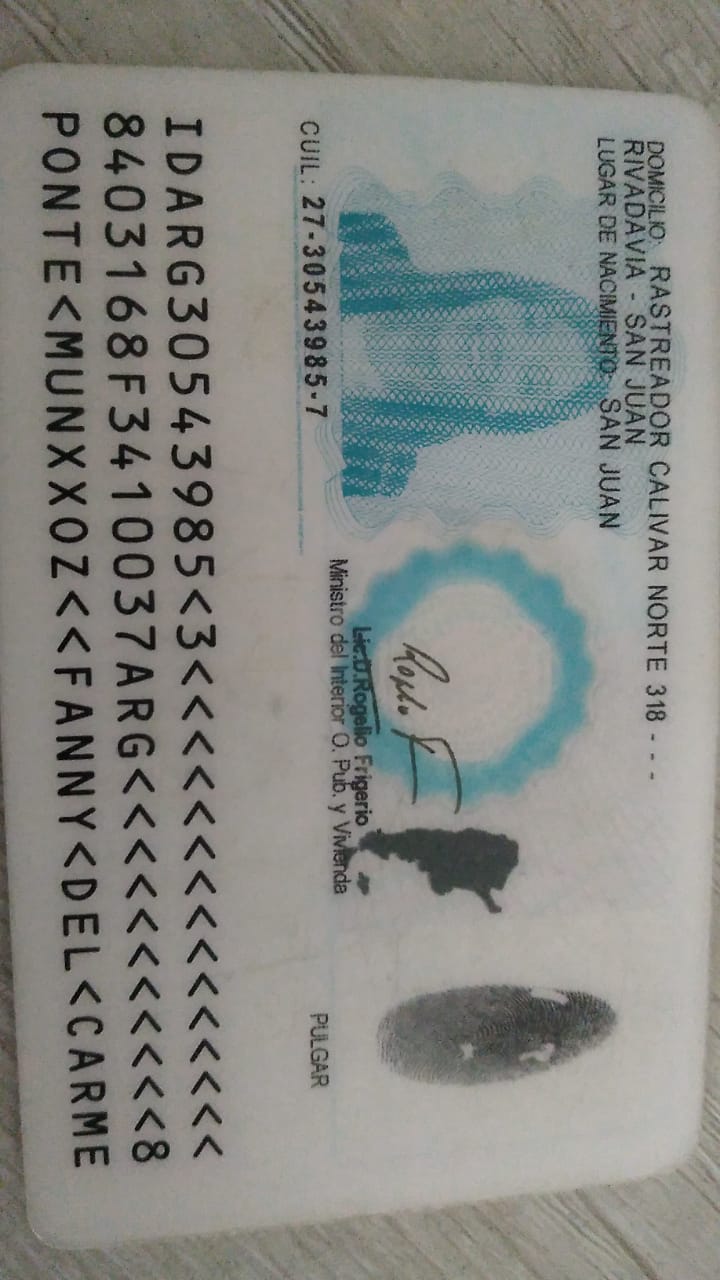 DOMICILIO: RASTREADOR CALIVAR NORTE 318 - - -
RIVADAVIA - SAN JUAN
LUGAR DE NACIMIENTO: SAN JUAN
CUIL: 27-30543985-7
Lic.D.Rogelio Frigerio
Ministro del Interior O. Pub. y Vivienda
PULGAR
IDARG30543985<3<<<<<<<<<<<<<<<
8403168F3410037ARG<<<<<<<<<<<8
PONTE<MUNXXOZ<<FANNY<DEL<CARME